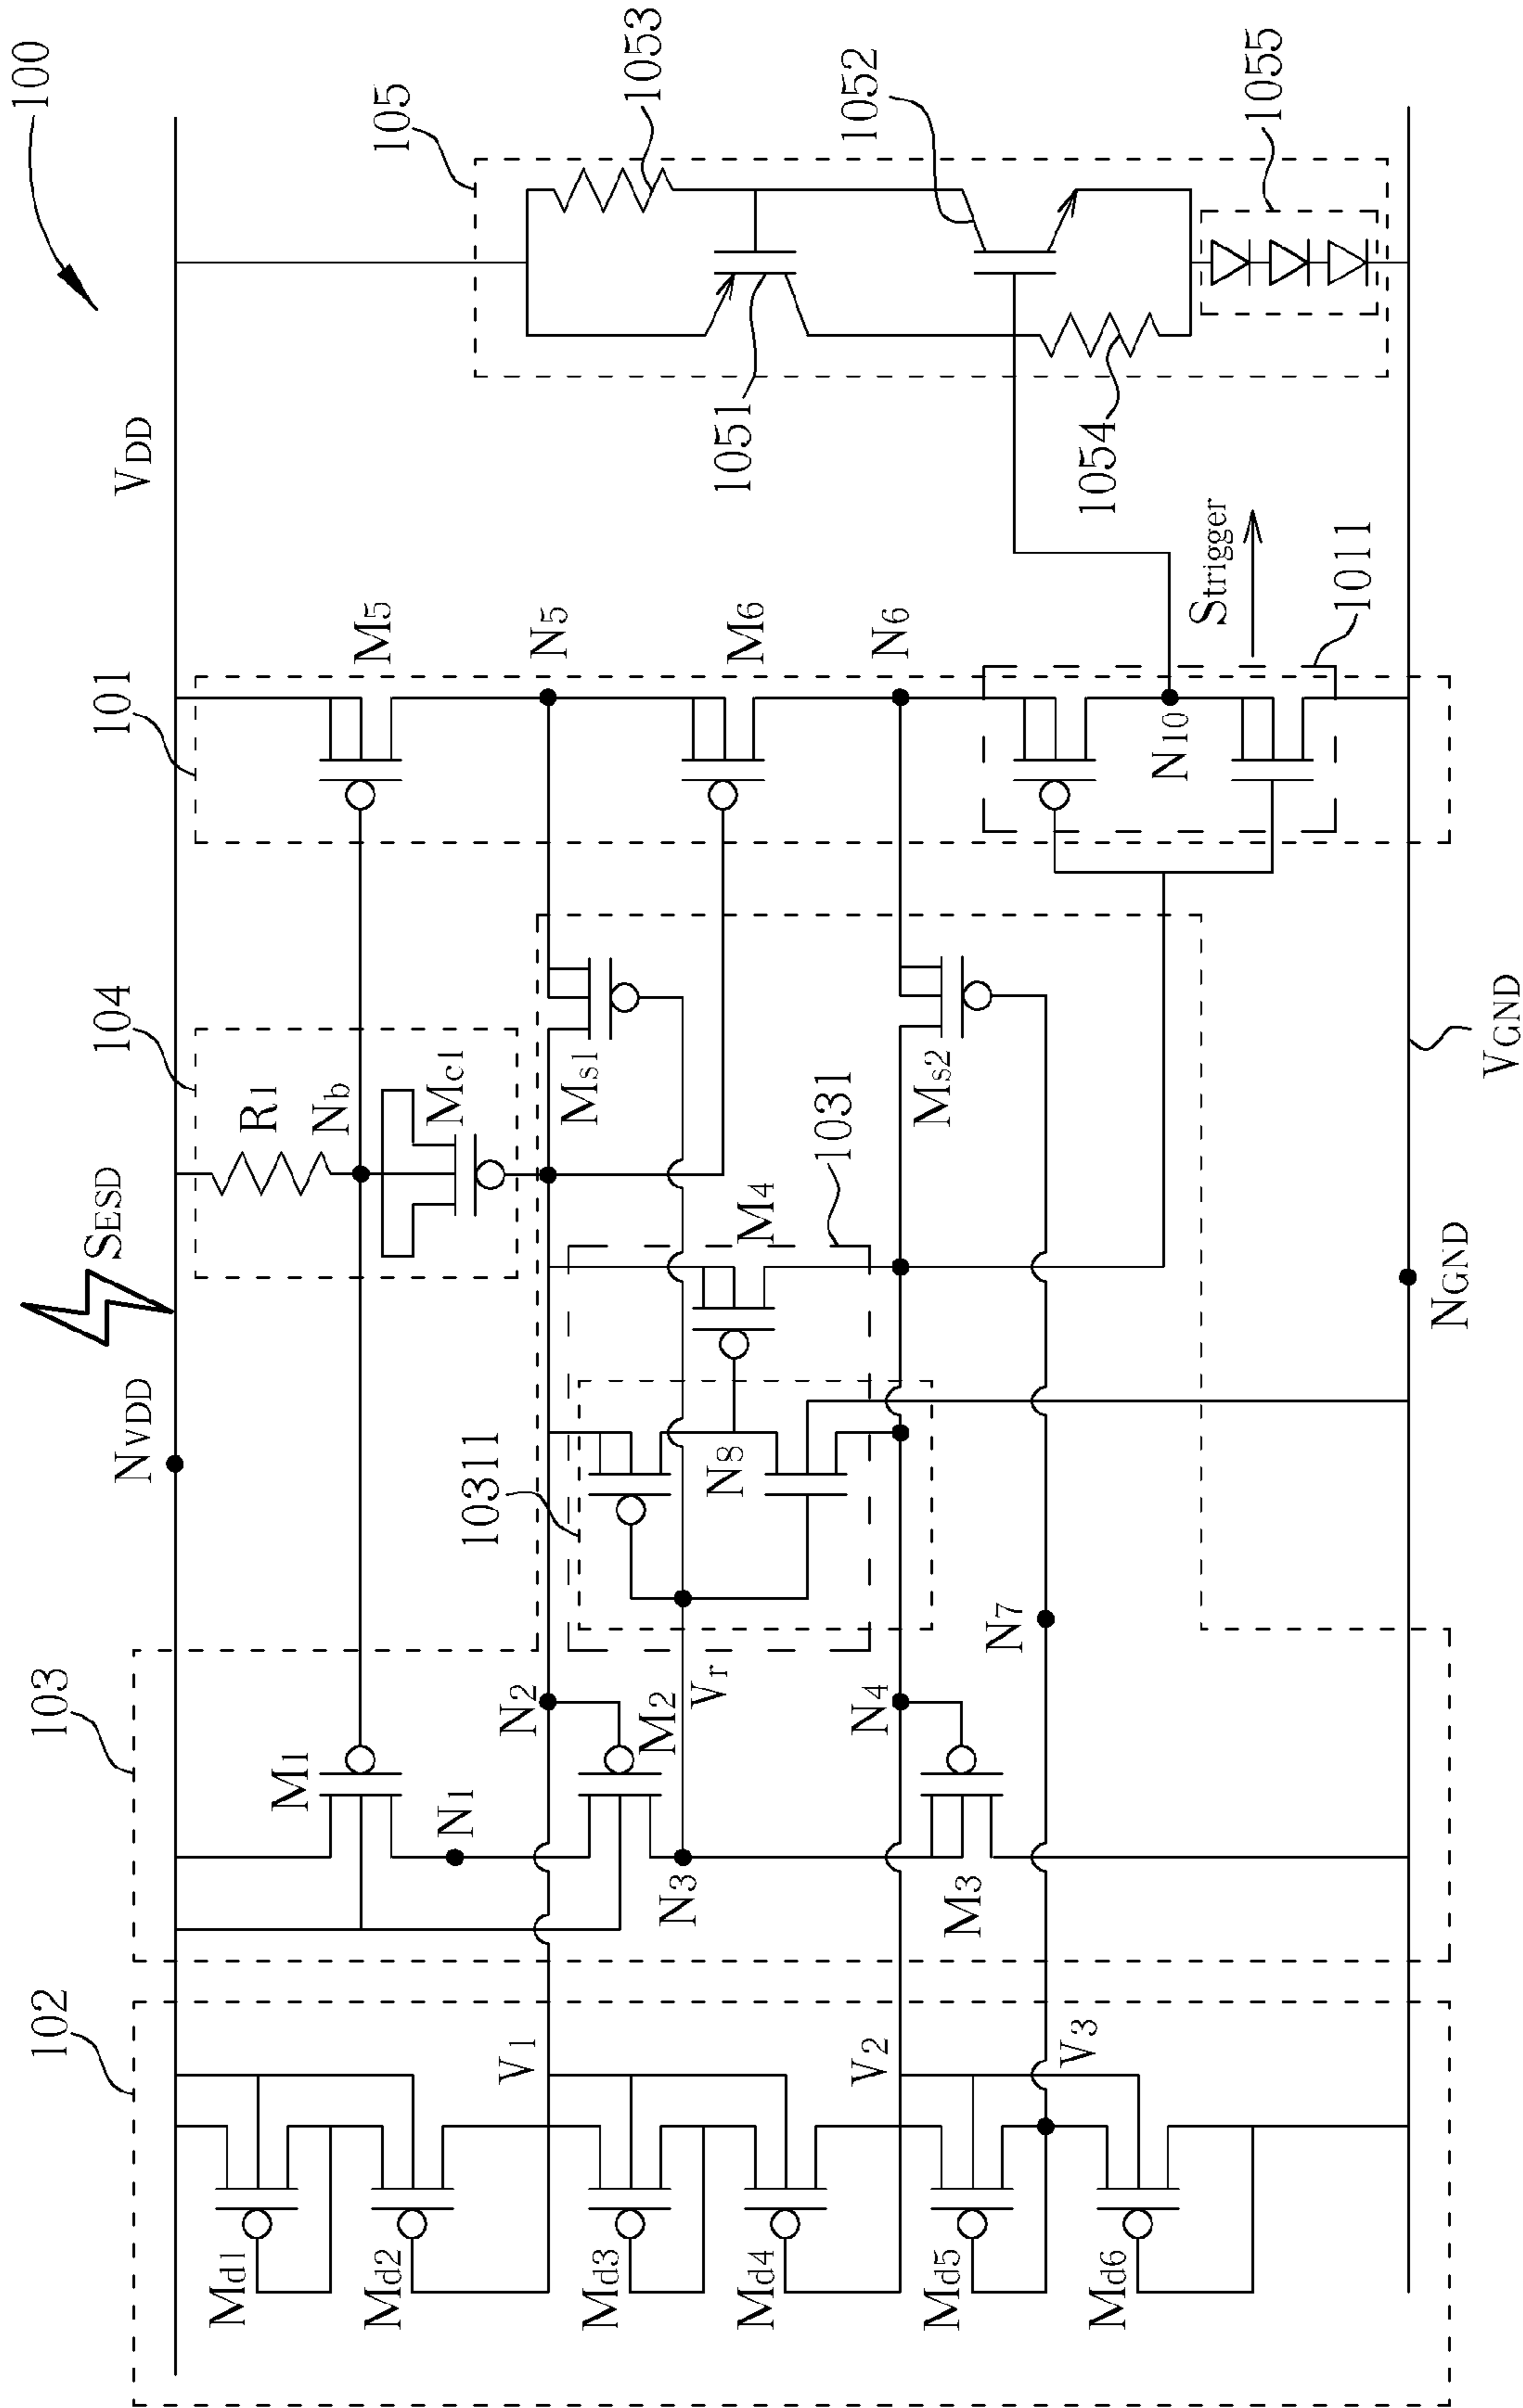 100
102
103
104
101
105
NVDD
SESD
VDD
Md1
Md2
Md3
Md4
Md5
Md6
V1
V2
V3
M1
N1
N2
M2
N3
Vr
N4
M3
N7
10311
N8
M4
1031
R1
Nb
Mc1
Ms1
Ms2
M5
N5
M6
N6
N10
Strigger
1011
1051
1052
1053
1054
1055
NGND
VGND